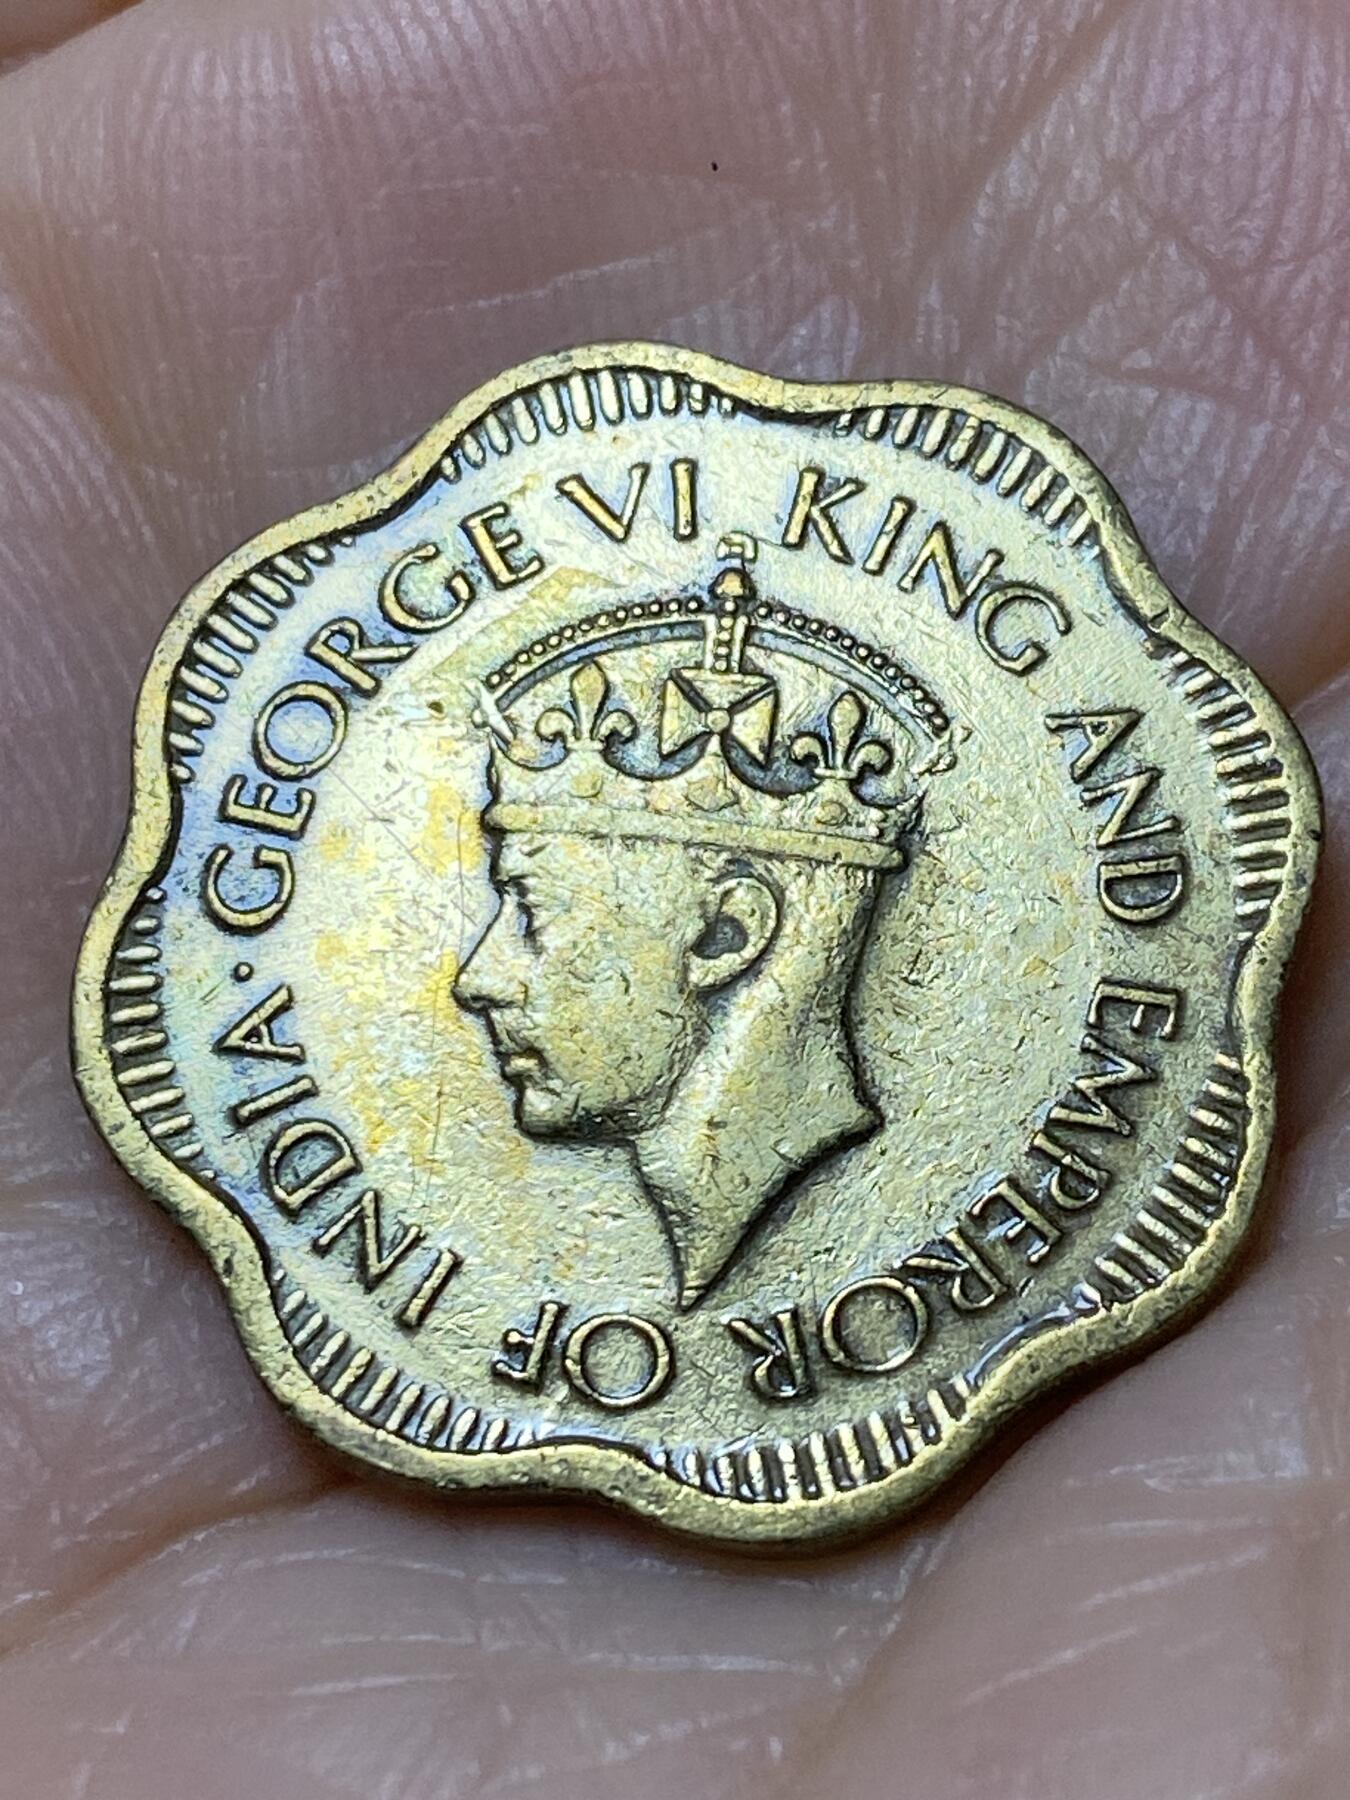 GEORGE VI KING AND EMPEROR OF INDIA ·